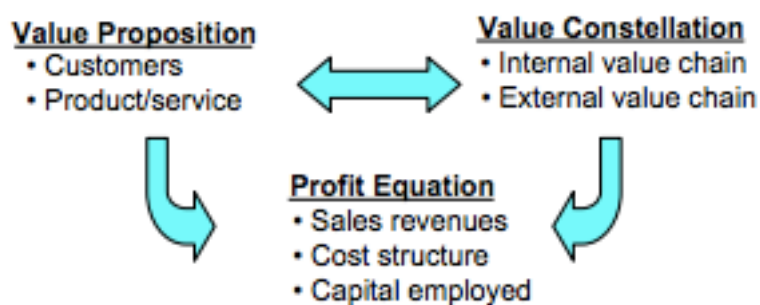 Value Proposition
• Customers
• Product/service
Value Constellation
• Internal value chain
• External value chain
Profit Equation
• Sales revenues
• Cost structure
• Capital employed